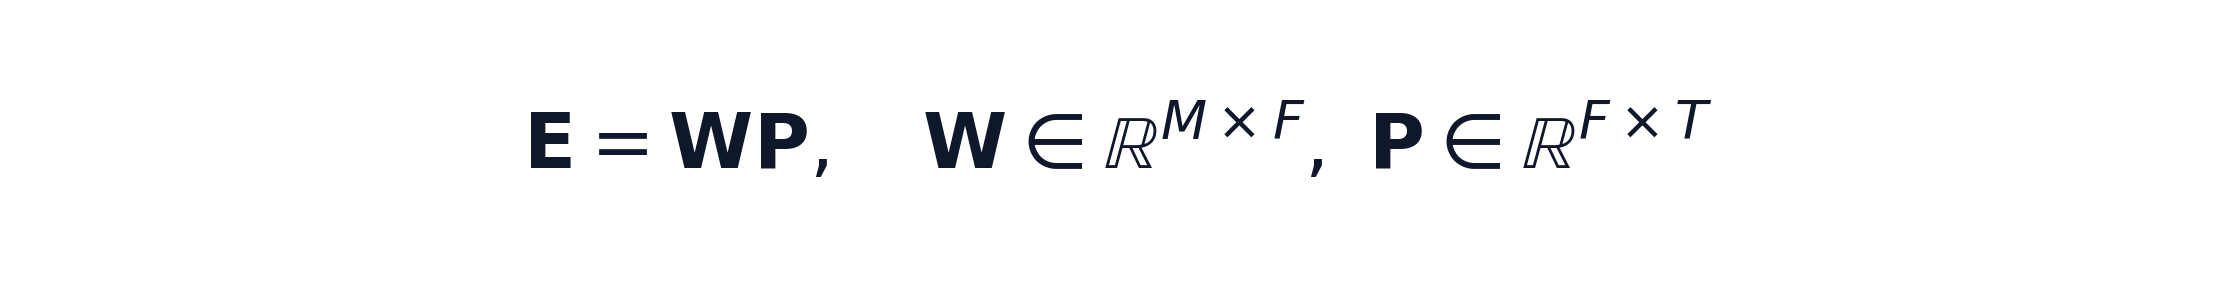 E = WP, W ∈ ℝ^{M × F}, P ∈ ℝ^{F × T}